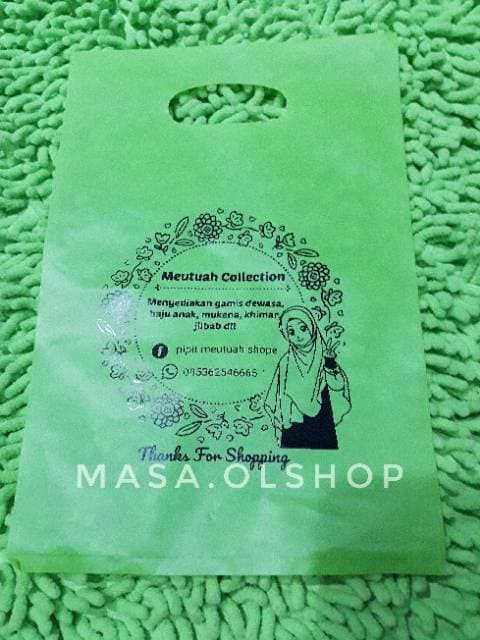 Meutuah Collection
Menyediakan gamis dewasa,
baju anak, mukena, khimar,
jilbab dll
pipit meutuah shope
085362546665
Thanks For Shopping
MASA.OLSHOP